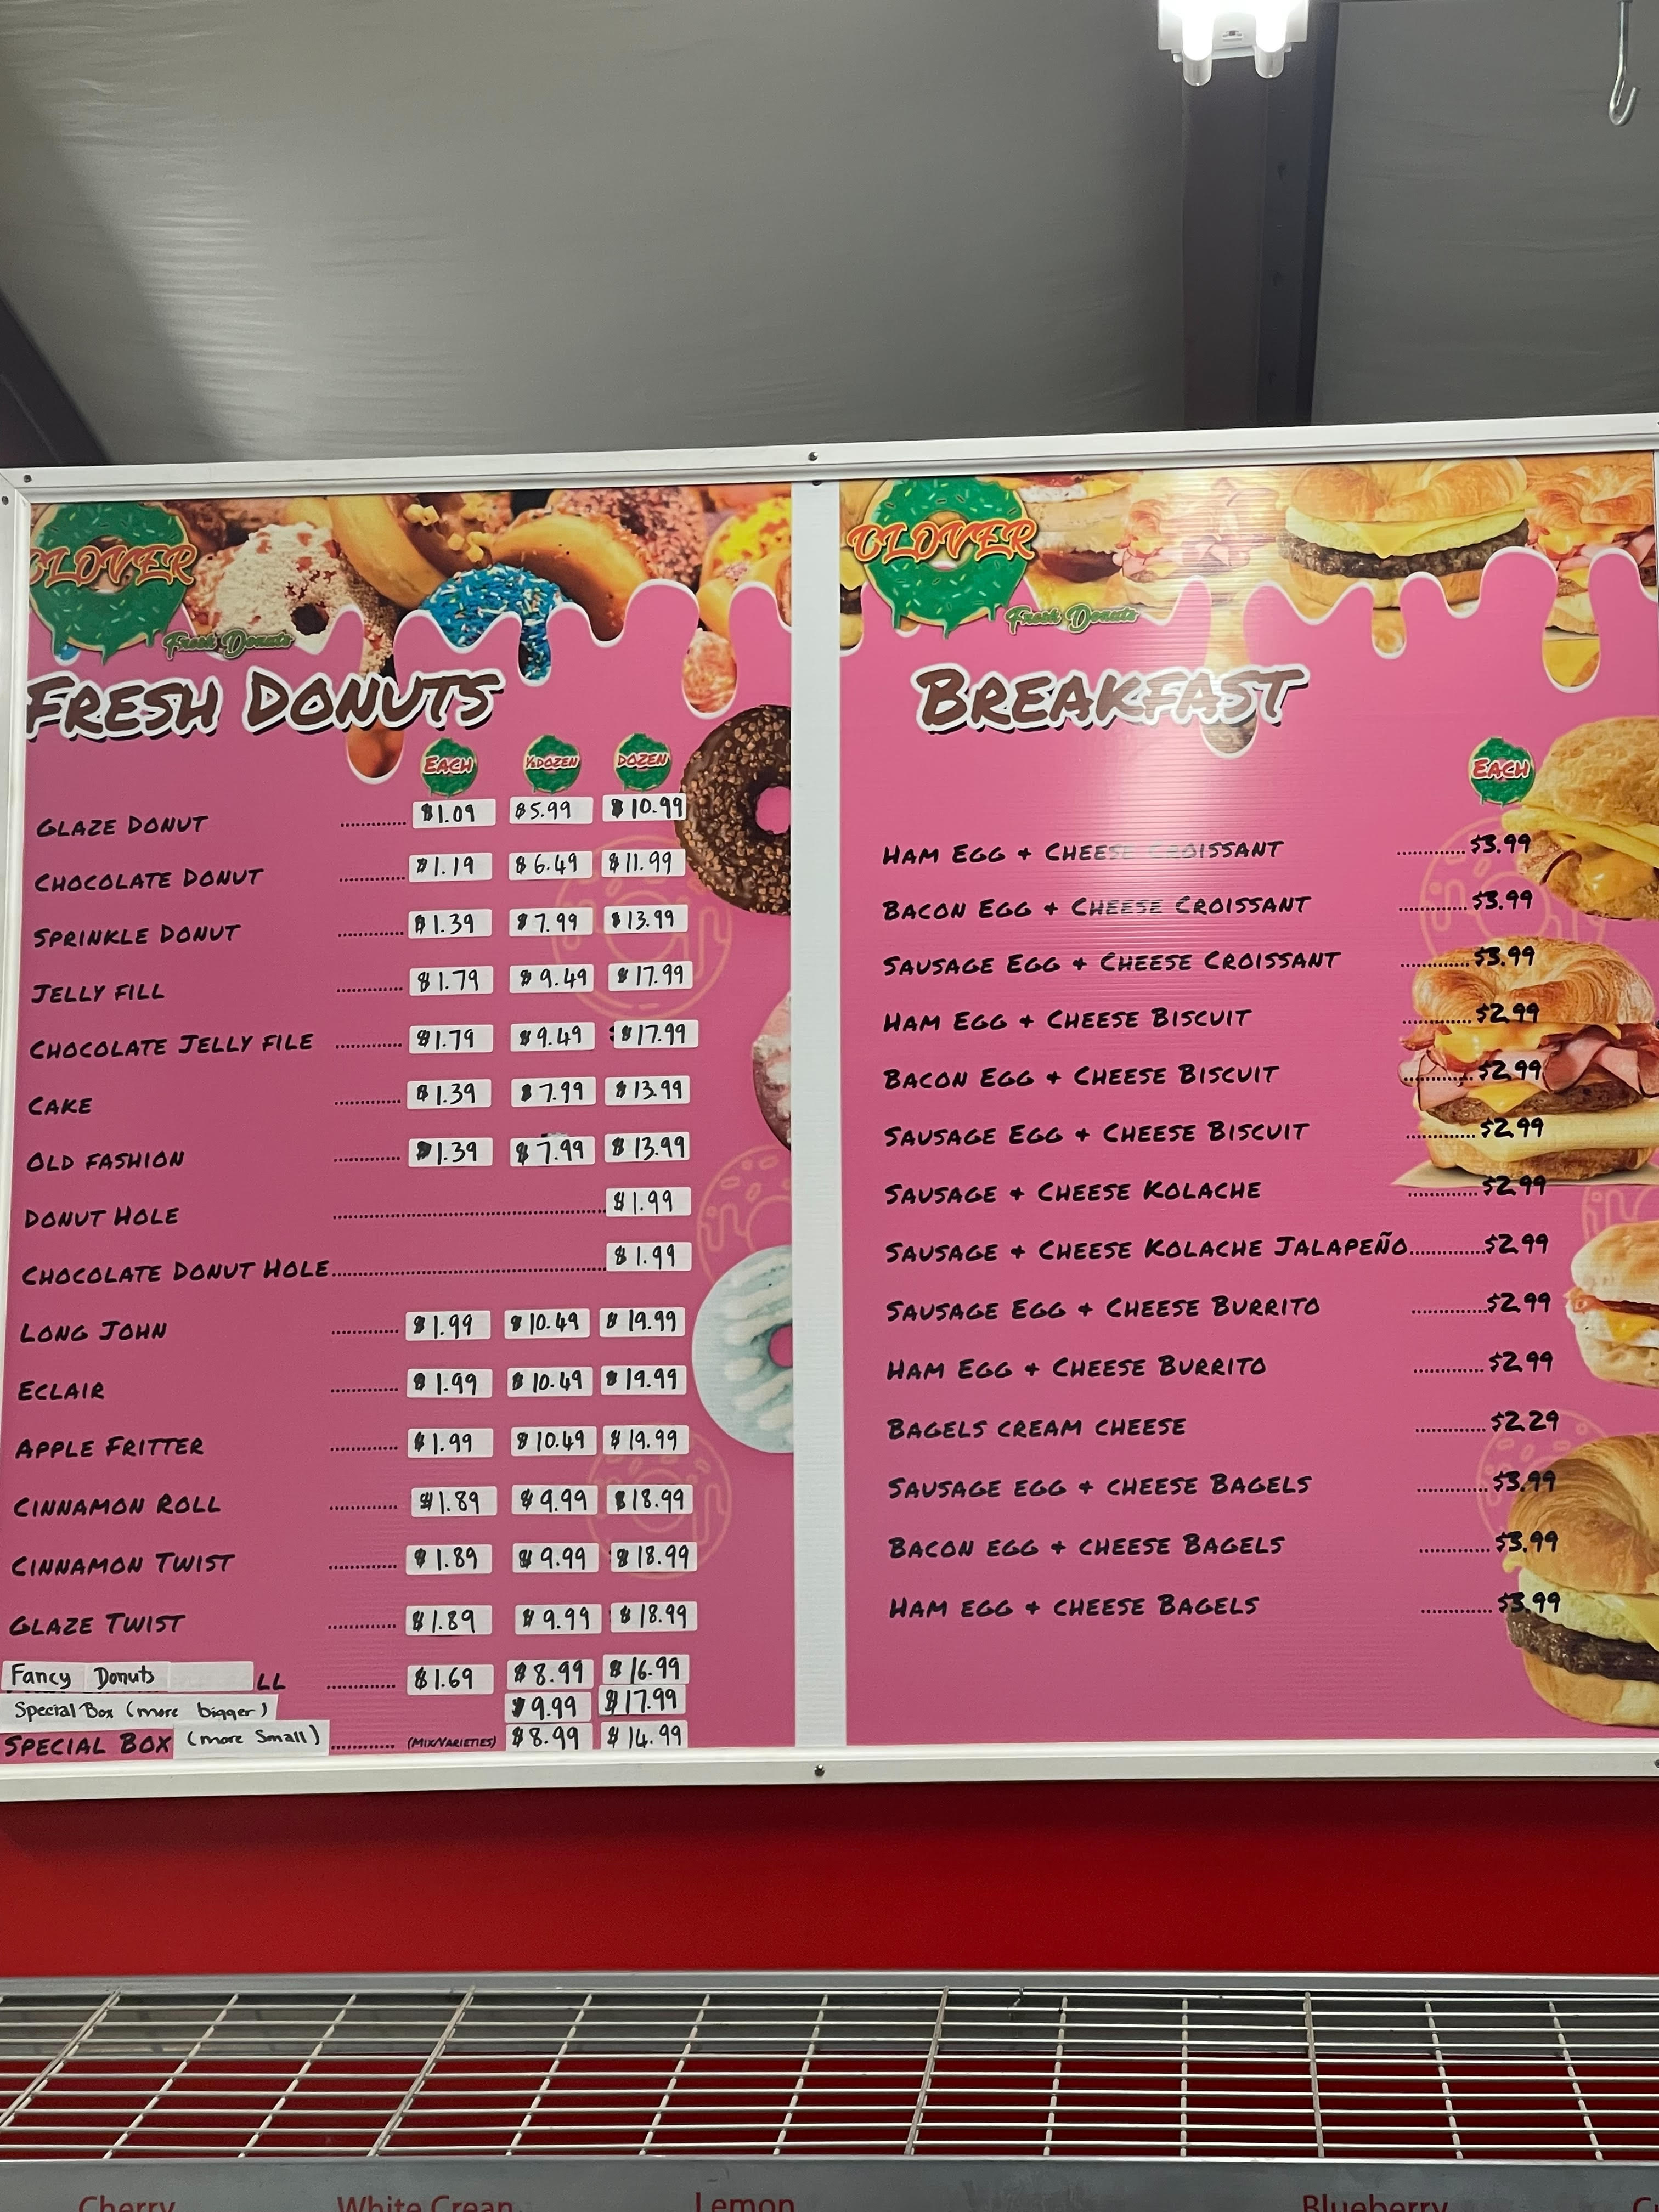 CLOVER
Fresh Donuts
FRESH DONUTS
EACH ½DOZEN DOZEN
GLAZE DONUT ............ $1.09 $5.99 $10.99
CHOCOLATE DONUT ............ $1.19 $6.49 $11.99
SPRINKLE DONUT ............ $1.39 $7.99 $13.99
JELLY FILL ............ $1.79 $9.49 $17.99
CHOCOLATE JELLY FILE ............ $1.79 $9.49 $17.99
CAKE ............ $1.39 $7.99 $13.99
OLD FASHION ............ $1.39 $7.99 $13.99
DONUT HOLE ............ $1.99
CHOCOLATE DONUT HOLE ............ $1.99
LONG JOHN ............ $1.99 $10.49 $19.99
ECLAIR ............ $1.99 $10.49 $19.99
APPLE FRITTER ............ $1.99 $10.49 $19.99
CINNAMON ROLL ............ $1.89 $9.99 $18.99
CINNAMON TWIST ............ $1.89 $9.99 $18.99
GLAZE TWIST ............ $1.89 $9.99 $18.99
Fancy Donuts LL ............ $1.69 $8.99 $16.99
Special Box (more bigger) $9.99 $17.99
SPECIAL BOX (more Small) ............ (MIX/VARIETIES) $8.99 $14.99
CLOVER
Fresh Donuts
BREAKFAST
EACH
HAM EGG + CHEESE CROISSANT ............ $3.99
BACON EGG + CHEESE CROISSANT ............ $3.99
SAUSAGE EGG + CHEESE CROISSANT ............ $3.99
HAM EGG + CHEESE BISCUIT ............ $2.99
BACON EGG + CHEESE BISCUIT ............ $2.99
SAUSAGE EGG + CHEESE BISCUIT ............ $2.99
SAUSAGE + CHEESE KOLACHE ............ $2.99
SAUSAGE + CHEESE KOLACHE JALAPEÑO ............ $2.99
SAUSAGE EGG + CHEESE BURRITO ............ $2.99
HAM EGG + CHEESE BURRITO ............ $2.99
BAGELS CREAM CHEESE ............ $2.29
SAUSAGE EGG + CHEESE BAGELS ............ $3.99
BACON EGG + CHEESE BAGELS ............ $3.99
HAM EGG + CHEESE BAGELS ............ $3.99
Cherry White Crean Lemon Blueberry